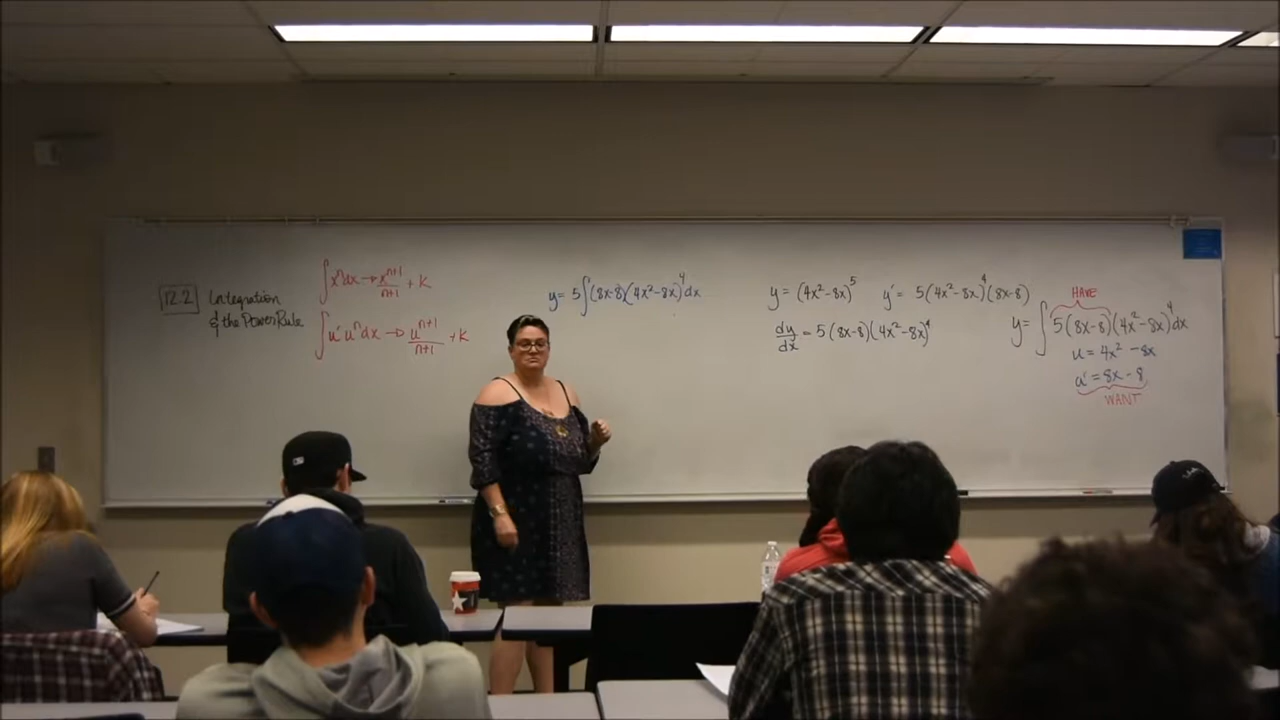 12.2 Integration
& the Power Rule
∫xⁿdx → xⁿ⁺¹/n+1 + K
∫u' uⁿ dx → uⁿ⁺¹/n+1 + K
y = 5∫(8x-8)(4x²-8x)⁴dx
y = (4x²-8x)⁵ y' = 5(4x²-8x)⁴(8x-8)
dy/dx = 5(8x-8)(4x²-8x)⁴
HAVE
y = ∫5(8x-8)(4x²-8x)⁴dx
u = 4x² - 8x
u' = 8x - 8
WANT